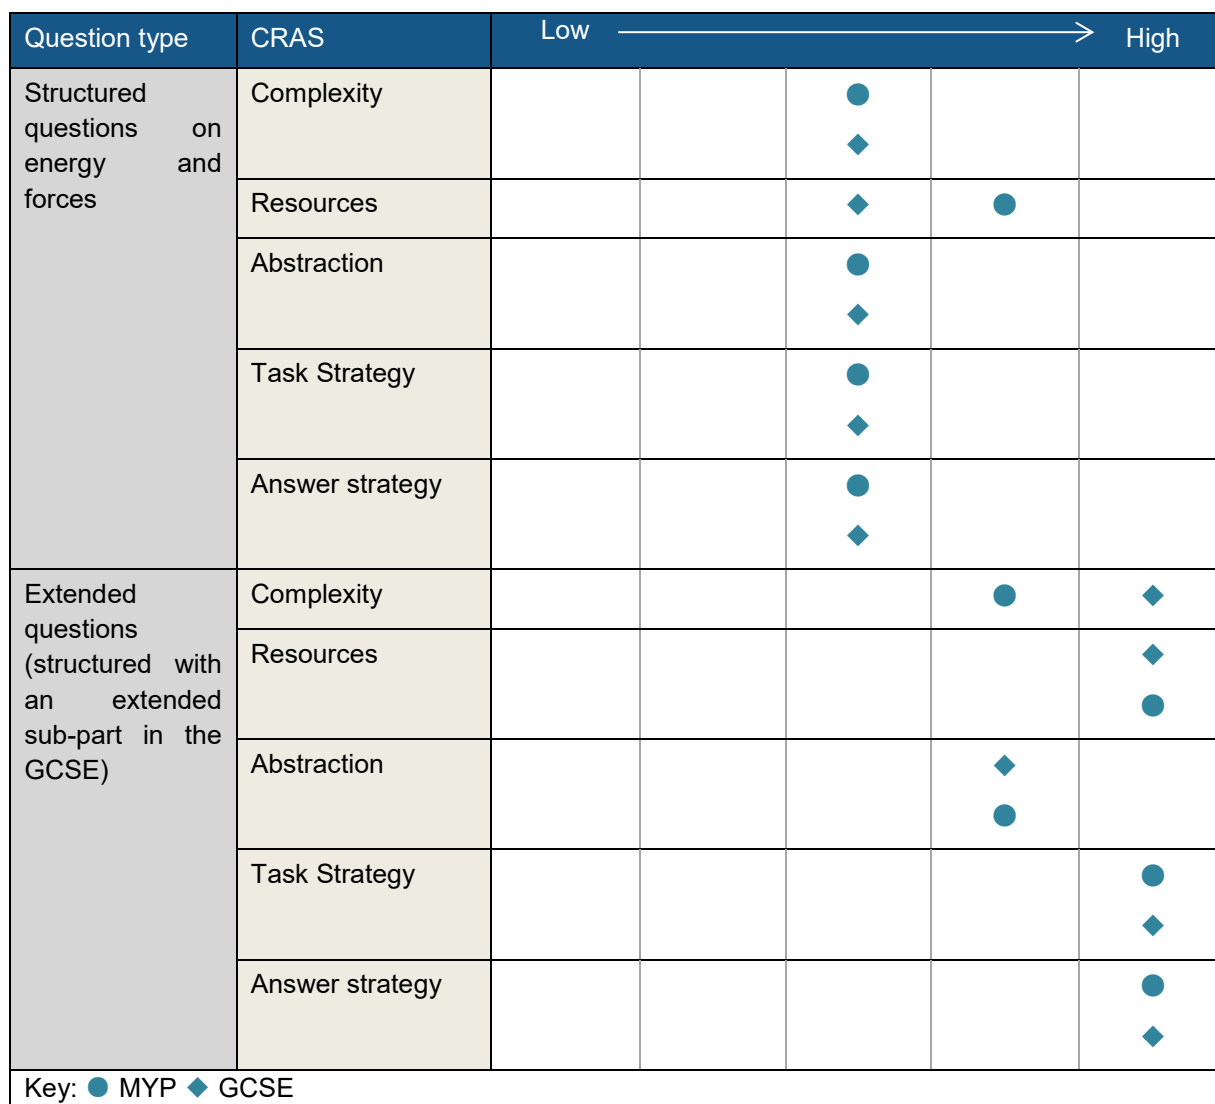 Question type CRAS Low High
Structured questions on energy and forces
Complexity
Resources
Abstraction
Task Strategy
Answer strategy
Extended questions (structured with an extended sub-part in the GCSE)
Complexity
Resources
Abstraction
Task Strategy
Answer strategy
Key: ● MYP ◆ GCSE